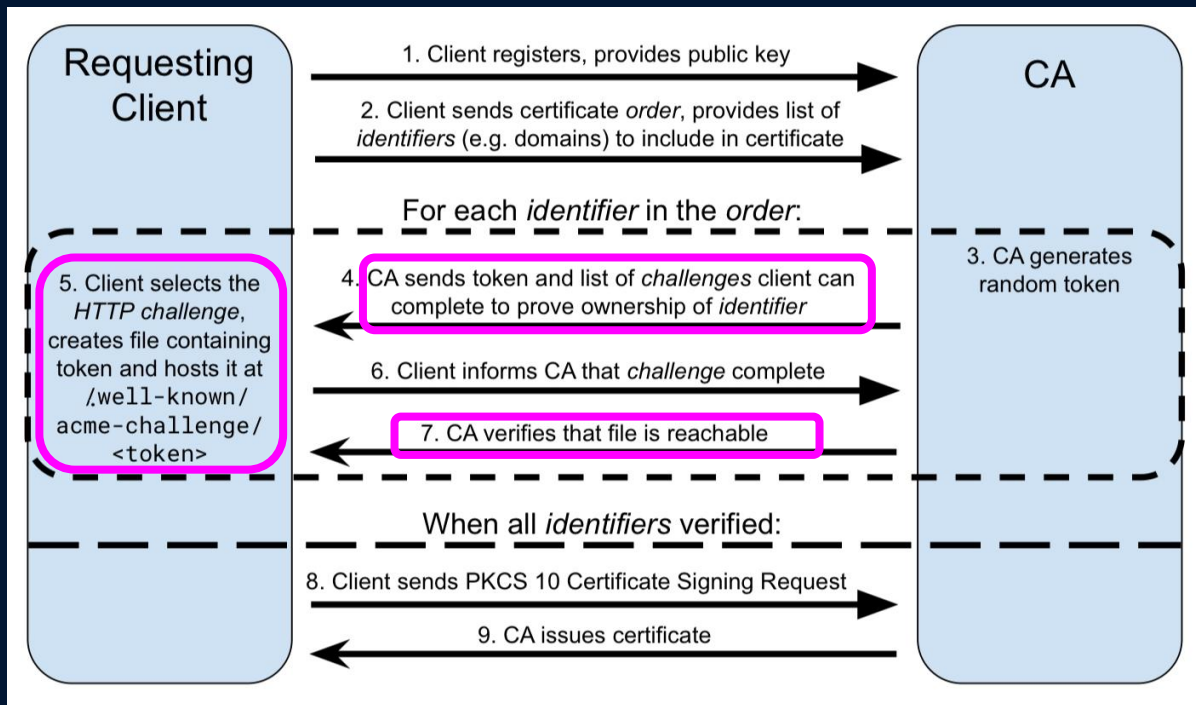 Requesting
Client
CA
1. Client registers, provides public key
2. Client sends certificate order, provides list of
identifiers (e.g. domains) to include in certificate
For each identifier in the order:
3. CA generates
random token
4. CA sends token and list of challenges client can
complete to prove ownership of identifier
5. Client selects the
HTTP challenge,
creates file containing
token and hosts it at
/.well-known/
acme-challenge/
<token>
6. Client informs CA that challenge complete
7. CA verifies that file is reachable
When all identifiers verified:
8. Client sends PKCS 10 Certificate Signing Request
9. CA issues certificate